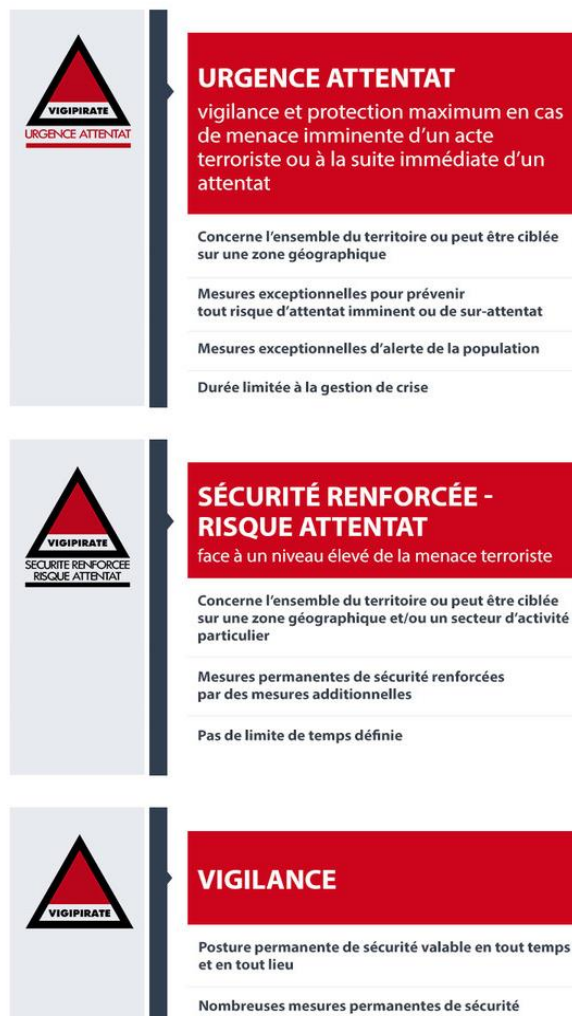 VIGIPIRATE
URGENCE ATTENTAT
URGENCE ATTENTAT
vigilance et protection maximum en cas
de menace imminente d'un acte
terroriste ou à la suite immédiate d'un
attentat
Concerne l'ensemble du territoire ou peut être ciblée
sur une zone géographique
Mesures exceptionnelles pour prévenir
tout risque d'attentat imminent ou de sur-attentat
Mesures exceptionnelles d'alerte de la population
Durée limitée à la gestion de crise
VIGIPIRATE
SECURITE RENFORCEE
RISQUE ATTENTAT
SÉCURITÉ RENFORCÉE -
RISQUE ATTENTAT
face à un niveau élevé de la menace terroriste
Concerne l'ensemble du territoire ou peut être ciblée
sur une zone géographique et/ou un secteur d'activité
particulier
Mesures permanentes de sécurité renforcées
par des mesures additionnelles
Pas de limite de temps définie
VIGIPIRATE
VIGILANCE
Posture permanente de sécurité valable en tout temps
et en tout lieu
Nombreuses mesures permanentes de sécurité